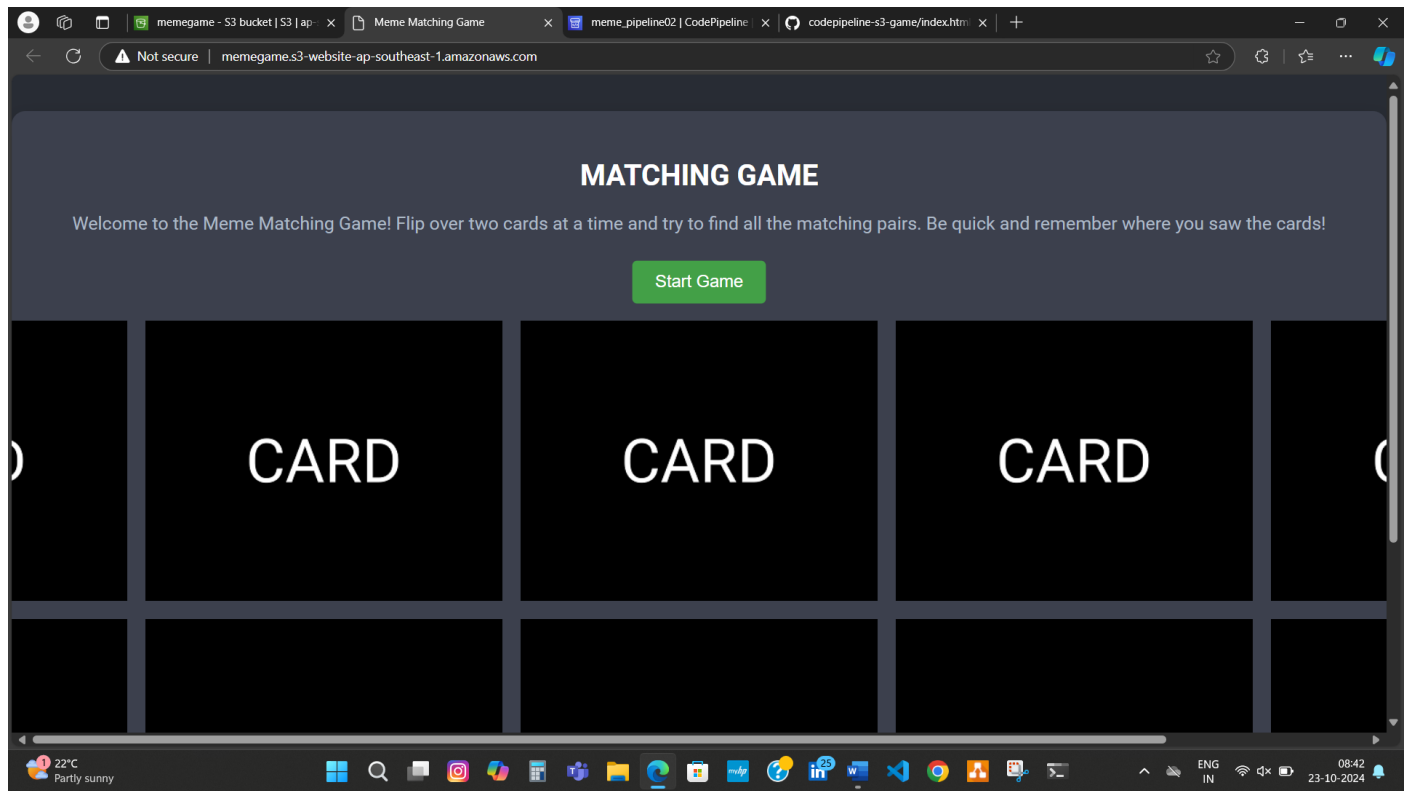 memegame - S3 bucket | S3 | ap-
Meme Matching Game
meme_pipeline02 | CodePipeline
codepipeline-s3-game/index.htm
Not secure
memegame.s3-website-ap-southeast-1.amazonaws.com
MATCHING GAME
Welcome to the Meme Matching Game! Flip over two cards at a time and try to find all the matching pairs. Be quick and remember where you saw the cards!
Start Game
D CARD CARD CARD C
1
22°C
Partly sunny
mhp
25
ENG
IN
08:42
23-10-2024